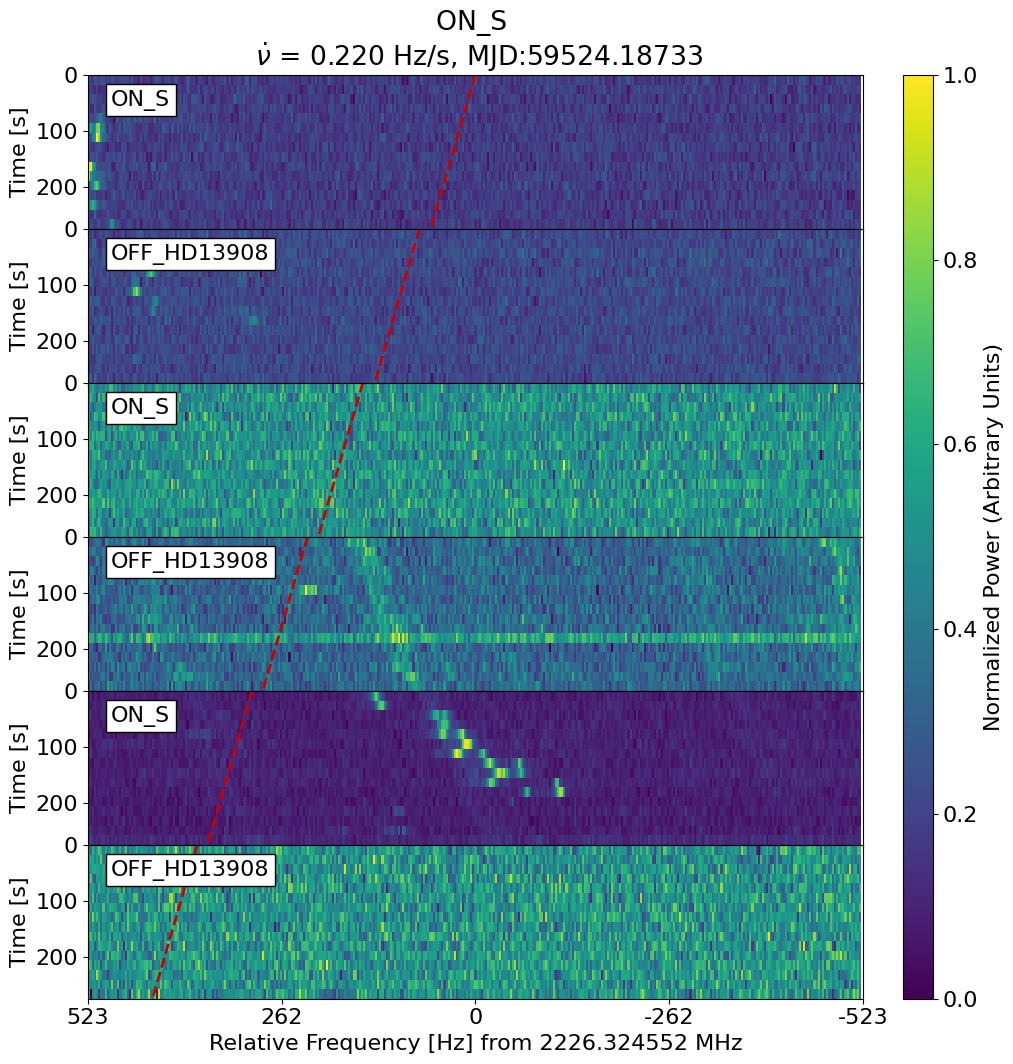 ON_S
ν̇ = 0.220 Hz/s, MJD:59524.18733
0
100
200
Time [s]
ON_S
0
100
200
Time [s]
OFF_HD13908
0
100
200
Time [s]
ON_S
0
100
200
Time [s]
OFF_HD13908
0
100
200
Time [s]
ON_S
0
100
200
Time [s]
OFF_HD13908
523 262 0 -262 -523
Relative Frequency [Hz] from 2226.324552 MHz
1.0
0.8
0.6
0.4
0.2
0.0
Normalized Power (Arbitrary Units)